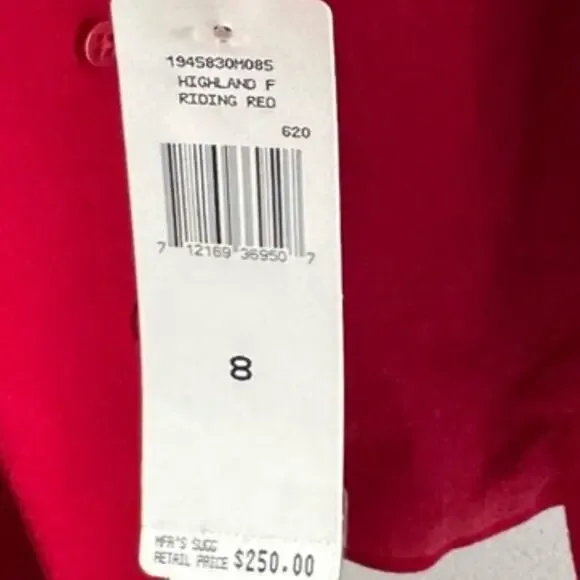 1945830M085
HIGHLAND F
RIDING RED
620
7 12169 36950 7
8
MFR'S SUGG
RETAIL PRICE $250.00